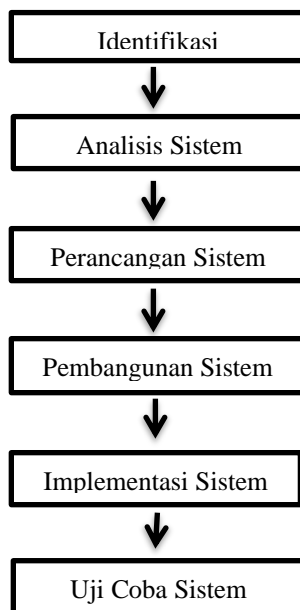 Identifikasi
Analisis Sistem
Perancangan Sistem
Pembangunan Sistem
Implementasi Sistem
Uji Coba Sistem